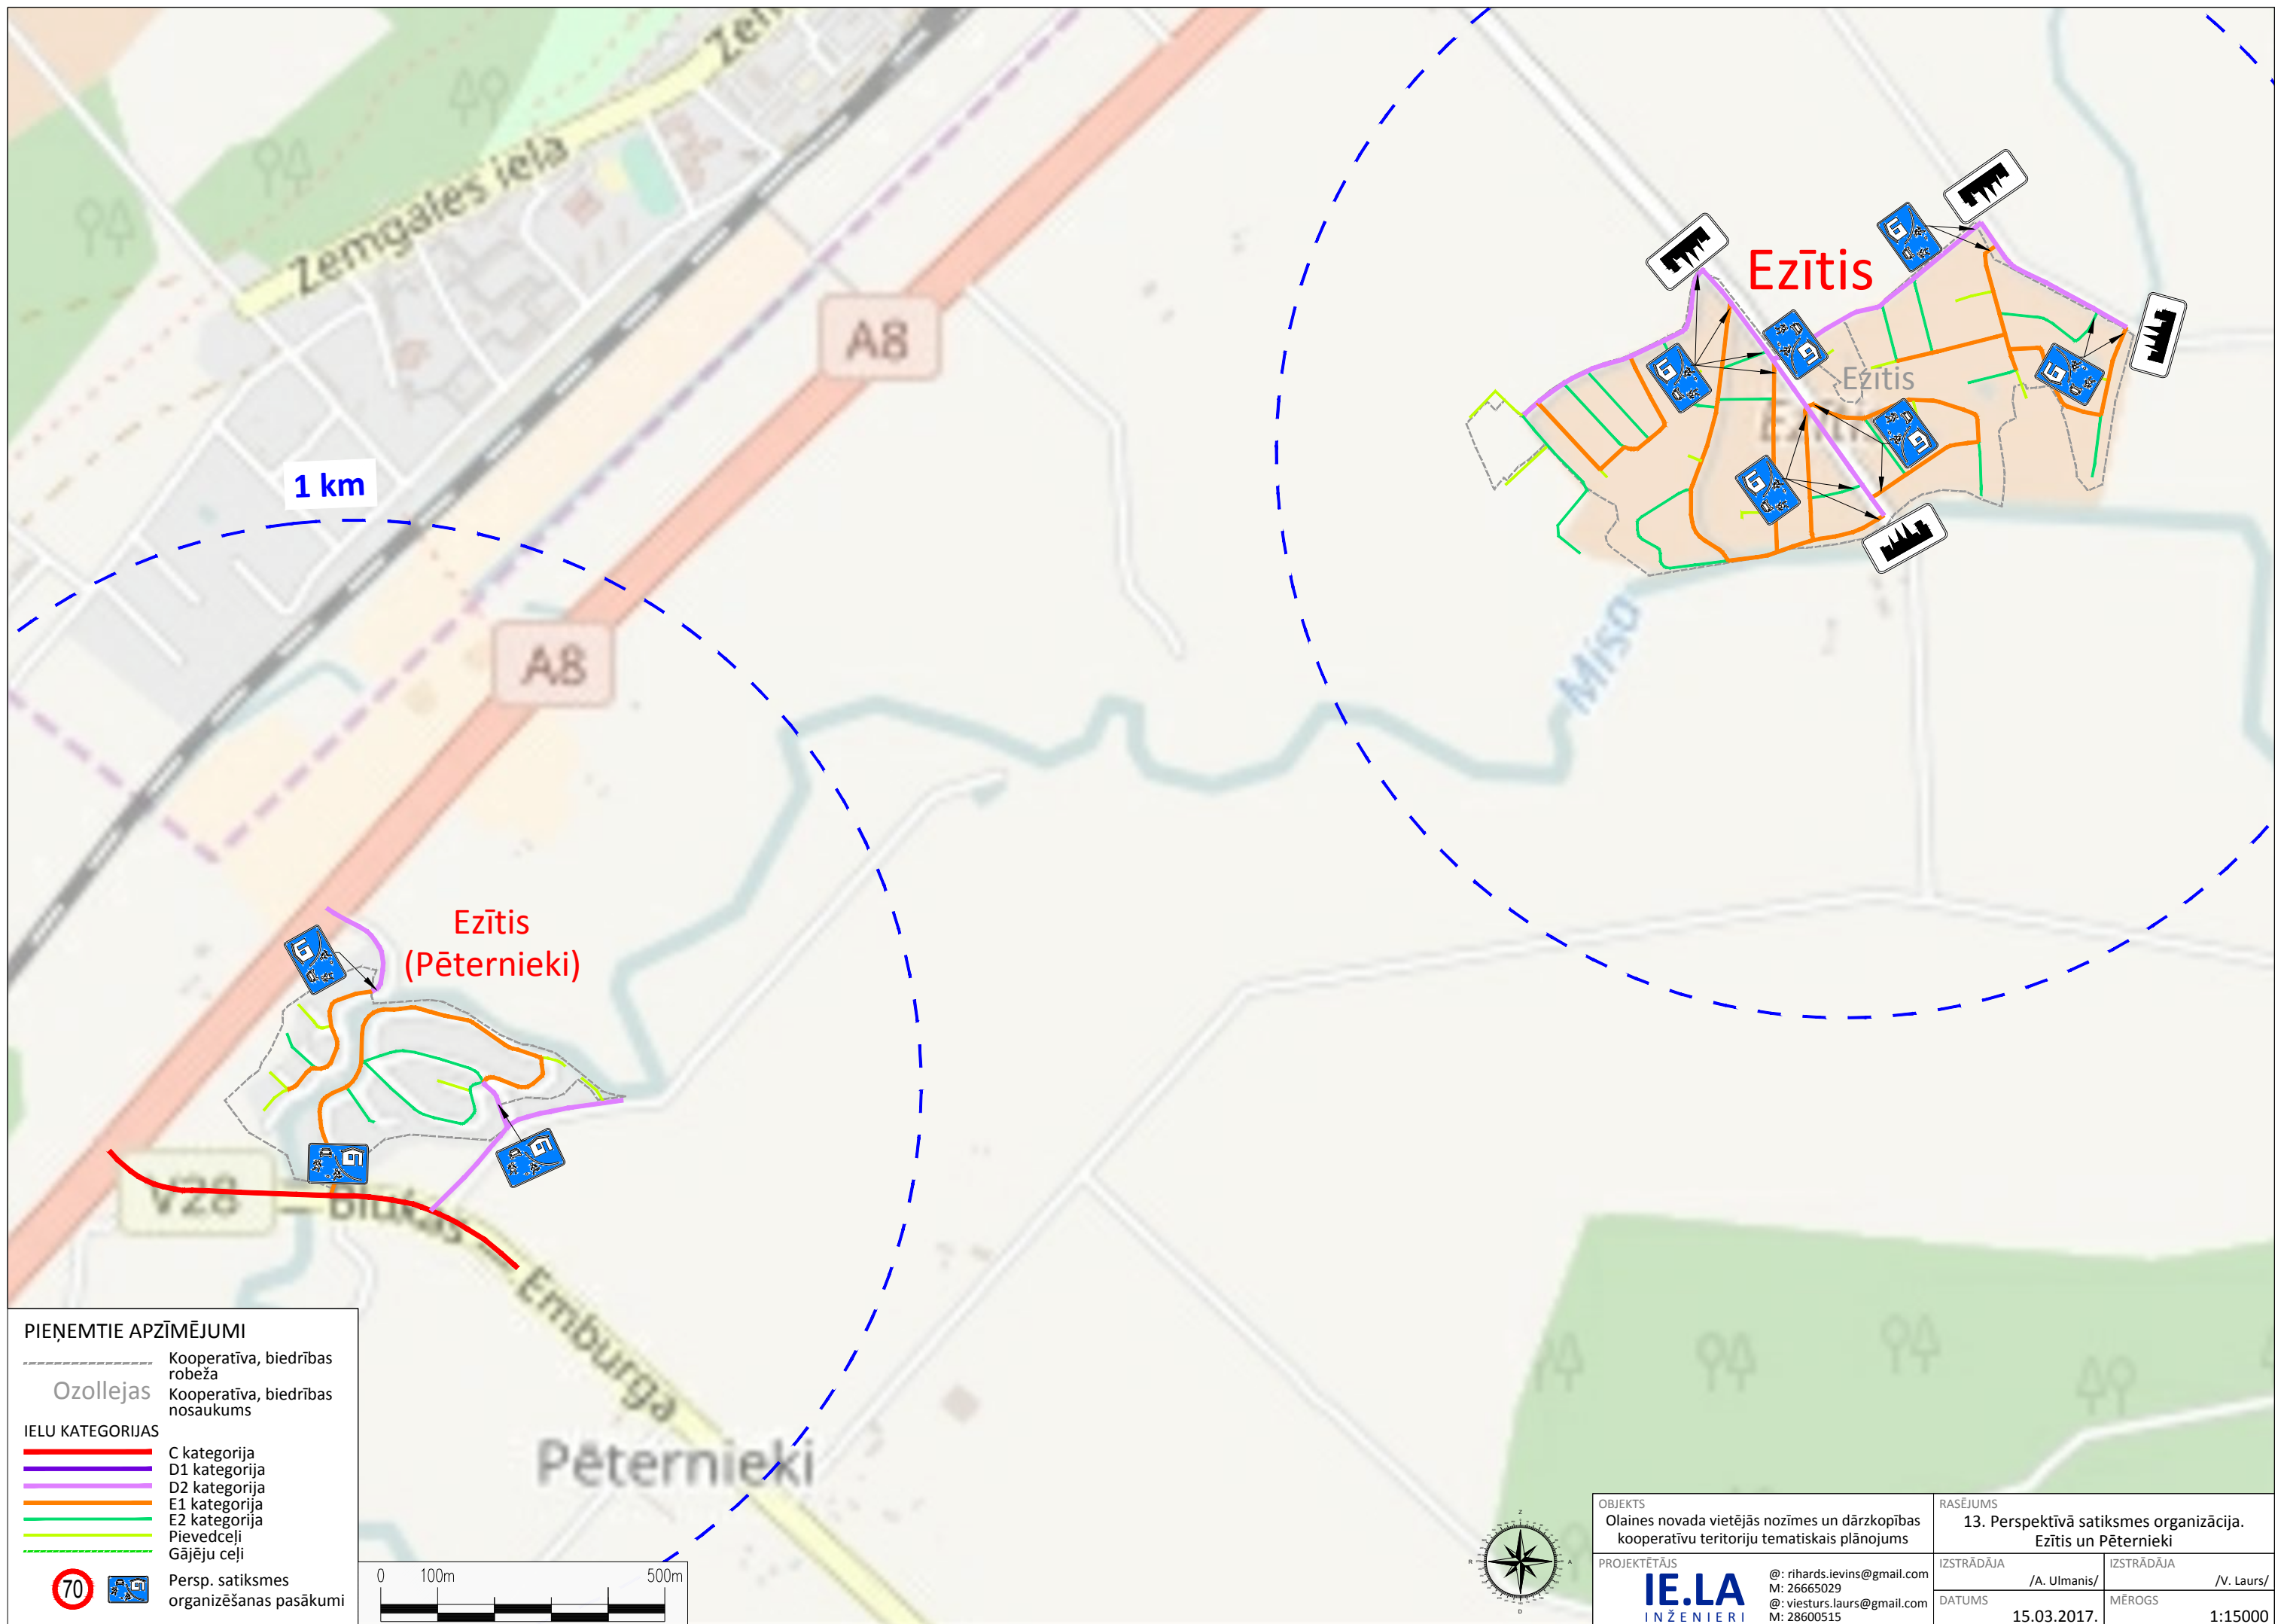 Zemgales iela
Zem
A8
A8
1 km
Ezītis
Ezītis
Miso
Ezītis
(Pēternieki)
V28
Emburga
Pēternieki
PIEŅEMTIE APZĪMĒJUMI
Kooperatīva, biedrības
robeža
Ozollejas
Kooperatīva, biedrības
nosaukums
IELU KATEGORIJAS
C kategorija
D1 kategorija
D2 kategorija
E1 kategorija
E2 kategorija
Pievedceļi
Gājēju ceļi
70
Persp. satiksmes
organizēšanas pasākumi
0 100m 500m
Z
R
A
D
OBJEKTS
Olaines novada vietējās nozīmes un dārzkopības
kooperatīvu teritoriju tematiskais plānojums
RASĒJUMS
13. Perspektīvā satiksmes organizācija.
Ezītis un Pēternieki
PROJEKTĒTĀJS
IE.LA
INŽENIERI
@: rihards.ievins@gmail.com
M: 26665029
@: viesturs.laurs@gmail.com
M: 28600515
IZSTRĀDĀJA
/A. Ulmanis/
IZSTRĀDĀJA
/V. Laurs/
DATUMS
15.03.2017.
MĒROGS
1:15000